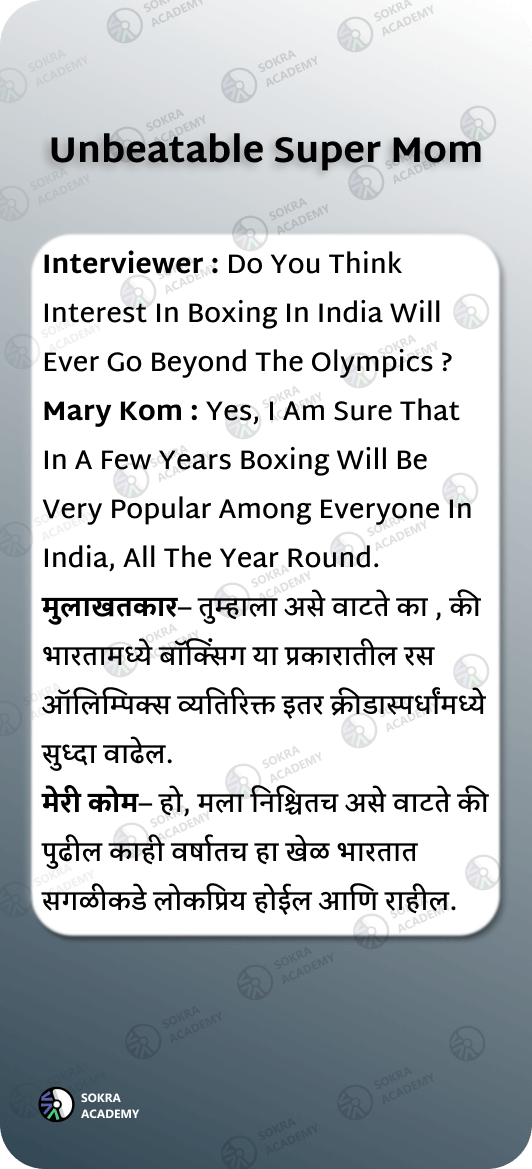 Unbeatable Super Mom
Interviewer : Do You Think
Interest In Boxing In India Will
Ever Go Beyond The Olympics ?
Mary Kom : Yes, I Am Sure That
In A Few Years Boxing Will Be
Very Popular Among Everyone In
India, All The Year Round.
मुलाखतकार– तुम्हाला असे वाटते का , की
भारतामध्ये बॉक्सिंग या प्रकारातील रस
ऑलिम्पिक्स व्यतिरिक्त इतर क्रीडास्पर्धांमध्ये
सुध्दा वाढेल.
मेरी कोम– हो, मला निश्चितच असे वाटते की
पुढील काही वर्षातच हा खेळ भारतात
सगळीकडे लोकप्रिय होईल आणि राहील.
SOKRA
ACADEMY